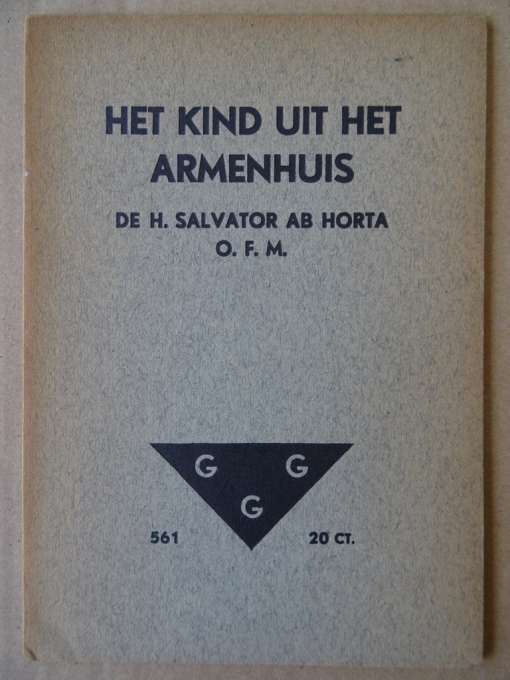 HET KIND UIT HET
ARMENHUIS
DE H. SALVATOR AB HORTA
O. F. M.
G G
G
561 20 CT.